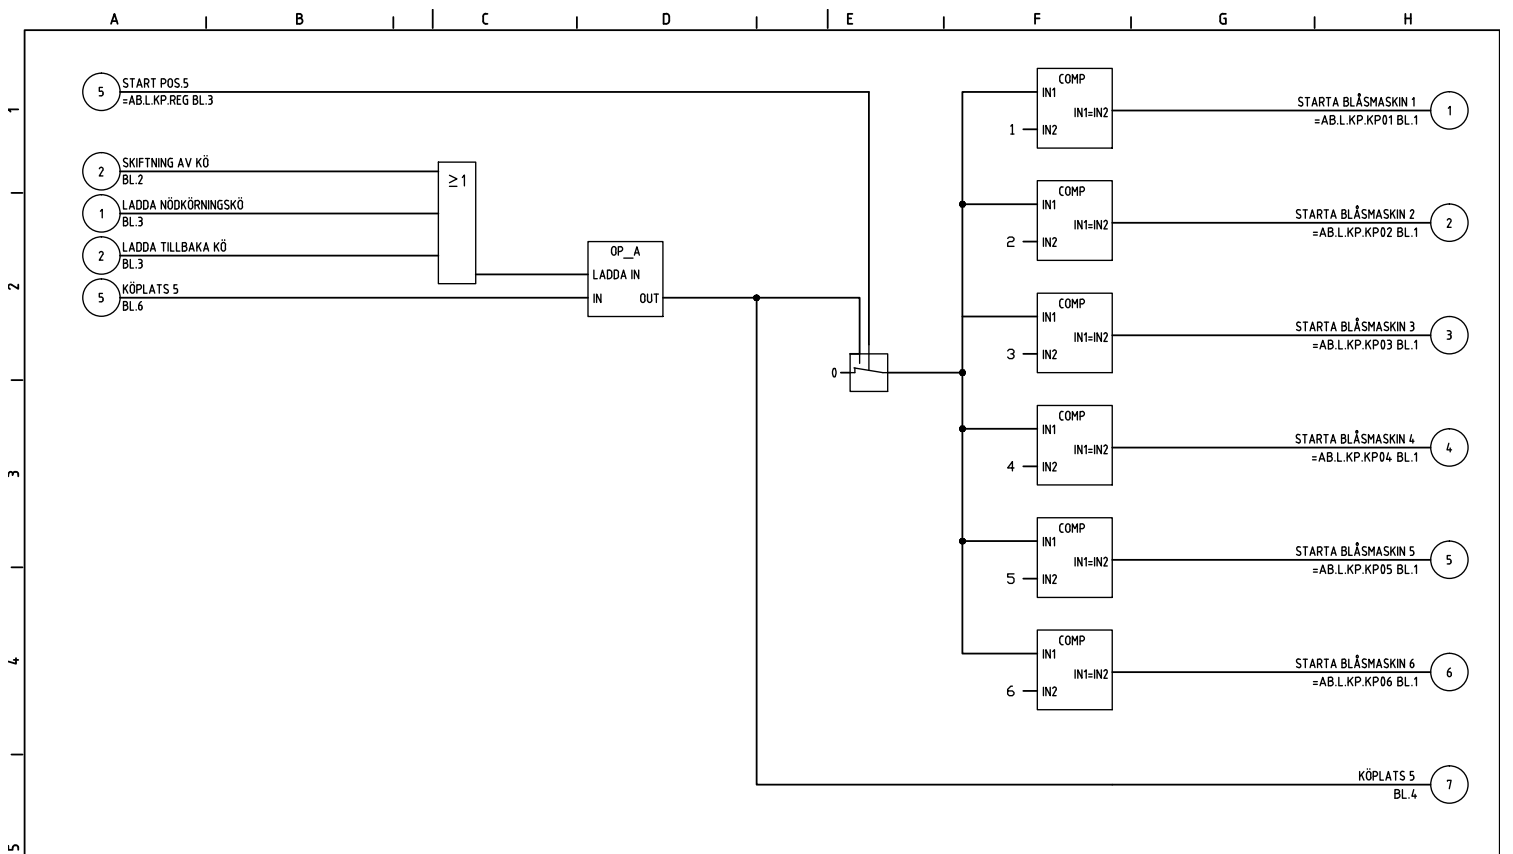 A B C D E F G H
1
2
3
4
5
5
START POS.5
=AB.L.KP.REG BL.3
2
SKIFTNING AV KÖ
BL.2
1
LADDA NÖDKÖRNINGSKÖ
BL.3
2
LADDA TILLBAKA KÖ
BL.3
5
KÖPLATS 5
BL.6
≥1
OP_A
LADDA IN
IN OUT
0
COMP
IN1
IN1=IN2
1 IN2
STARTA BLÅSMASKIN 1
=AB.L.KP.KP01 BL.1
1
COMP
IN1
IN1=IN2
2 IN2
STARTA BLÅSMASKIN 2
=AB.L.KP.KP02 BL.1
2
COMP
IN1
IN1=IN2
3 IN2
STARTA BLÅSMASKIN 3
=AB.L.KP.KP03 BL.1
3
COMP
IN1
IN1=IN2
4 IN2
STARTA BLÅSMASKIN 4
=AB.L.KP.KP04 BL.1
4
COMP
IN1
IN1=IN2
5 IN2
STARTA BLÅSMASKIN 5
=AB.L.KP.KP05 BL.1
5
COMP
IN1
IN1=IN2
6 IN2
STARTA BLÅSMASKIN 6
=AB.L.KP.KP06 BL.1
6
KÖPLATS 5
BL.4
7